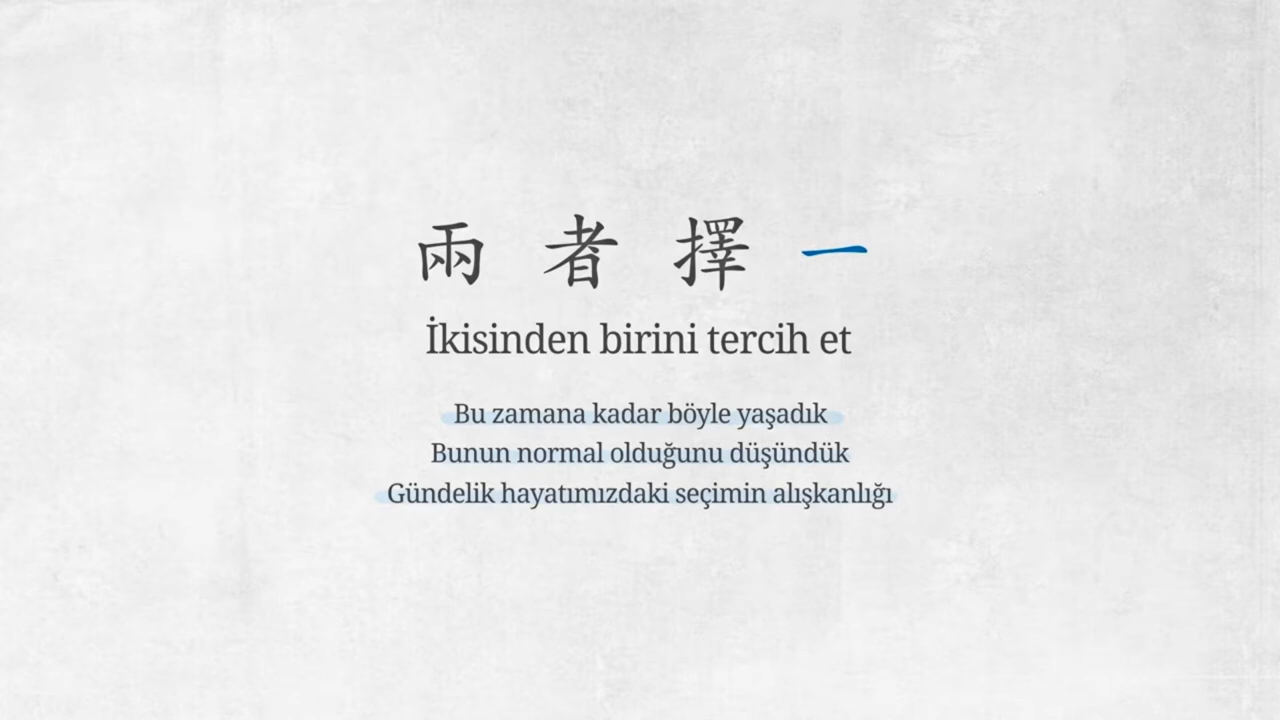 兩者擇一
İkisinden birini tercih et
Bu zamana kadar böyle yaşadık
Bunun normal olduğunu düşündük
Gündelik hayatımızdaki seçimin alışkanlığı